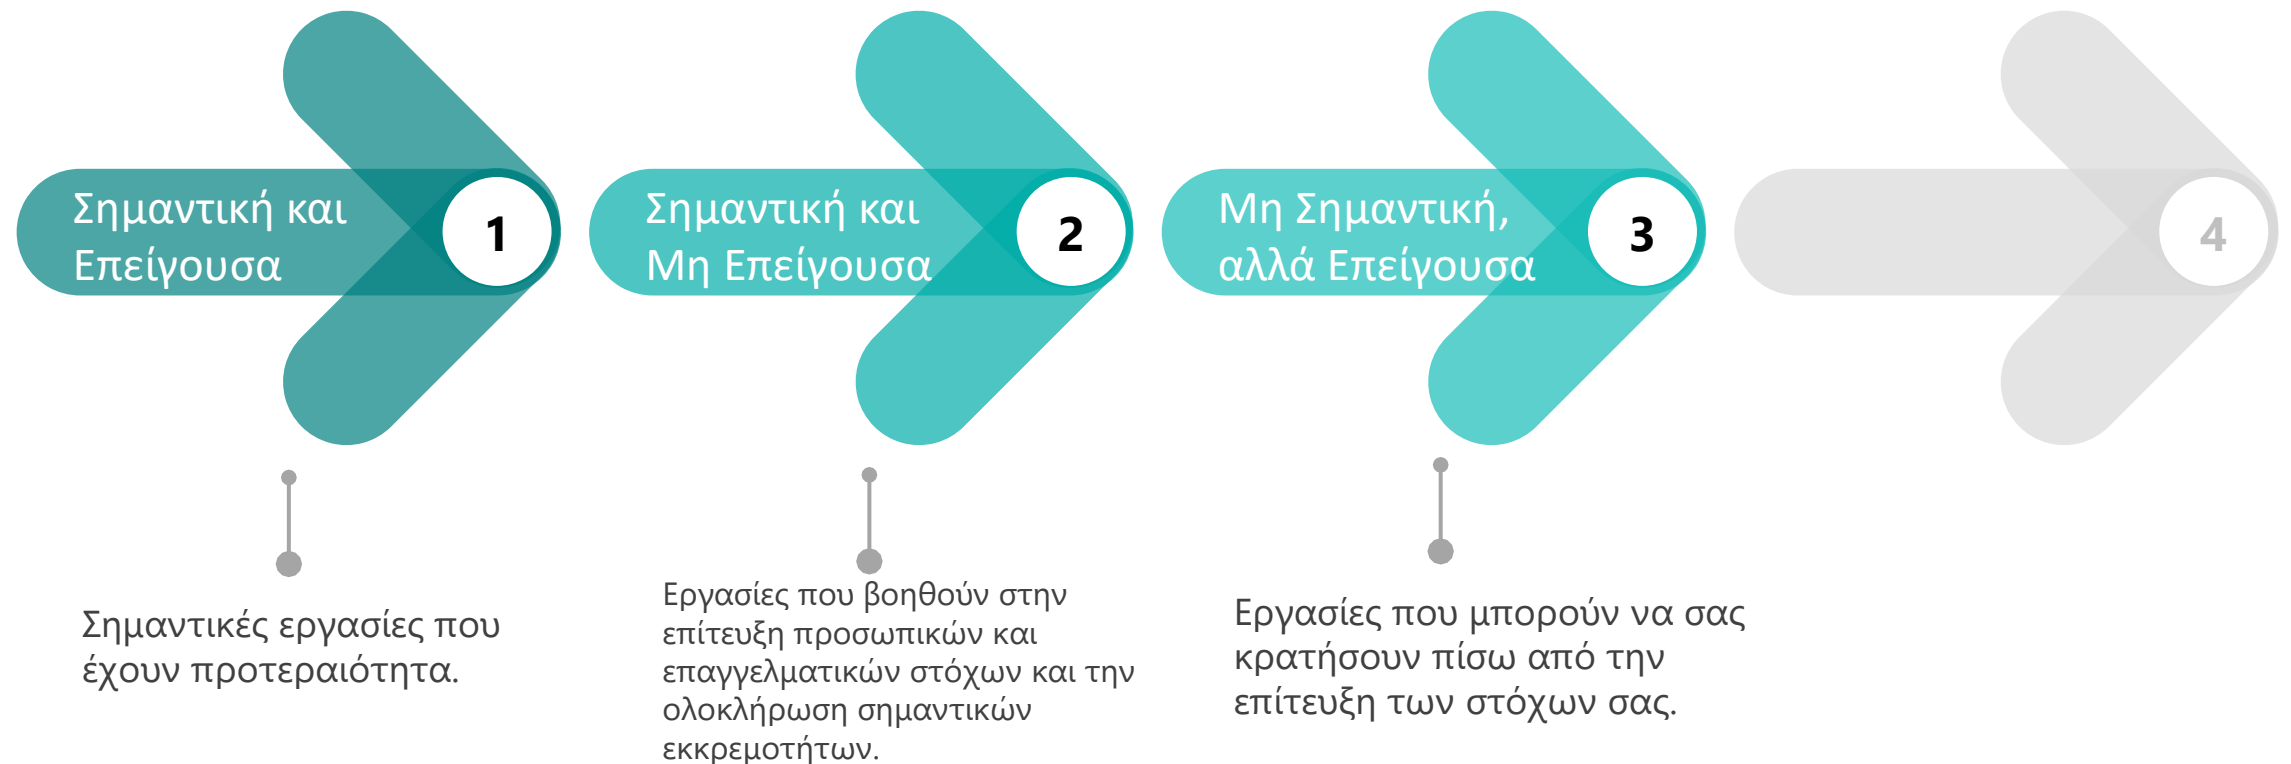 Σημαντική και
Επείγουσα
1
Σημαντική και
Μη Επείγουσα
2
Μη Σημαντική,
αλλά Επείγουσα
3
4
Σημαντικές εργασίες που
έχουν προτεραιότητα.
Εργασίες που βοηθούν στην
επίτευξη προσωπικών και
επαγγελματικών στόχων και την
ολοκλήρωση σημαντικών
εκκρεμοτήτων.
Εργασίες που μπορούν να σας
κρατήσουν πίσω από την
επίτευξη των στόχων σας.